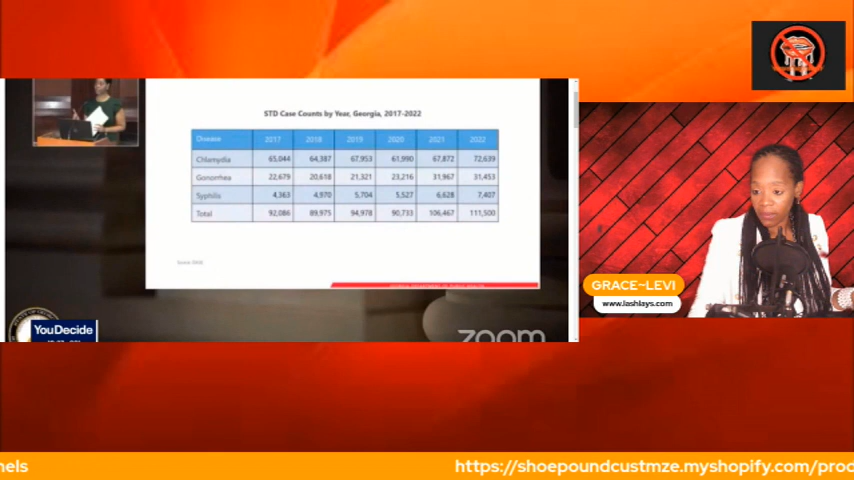 STD Case Counts by Year, Georgia, 2017-2022
Disease 2017 2018 2019 2020 2021 2022
Chlamydia 65,044 64,387 67,953 61,990 67,872 72,639
Gonorrhea 22,679 20,618 21,321 23,216 31,967 31,453
Syphilis 4,363 4,970 5,704 5,527 6,628 7,407
Total 92,086 89,975 94,978 90,733 106,467 111,500
GRACE~LEVI
www.lashlays.com
YouDecide
zoom
nels
https://shoepoundcustmze.myshopify.com/prod